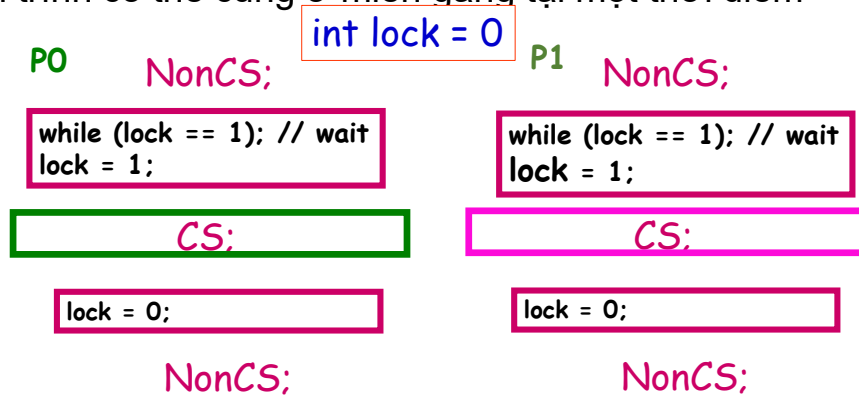 int lock = 0
P0
NonCS;
while (lock == 1); // wait
lock = 1;
CS;
lock = 0;
NonCS;
P1
NonCS;
while (lock == 1); // wait
lock = 1;
CS;
lock = 0;
NonCS;